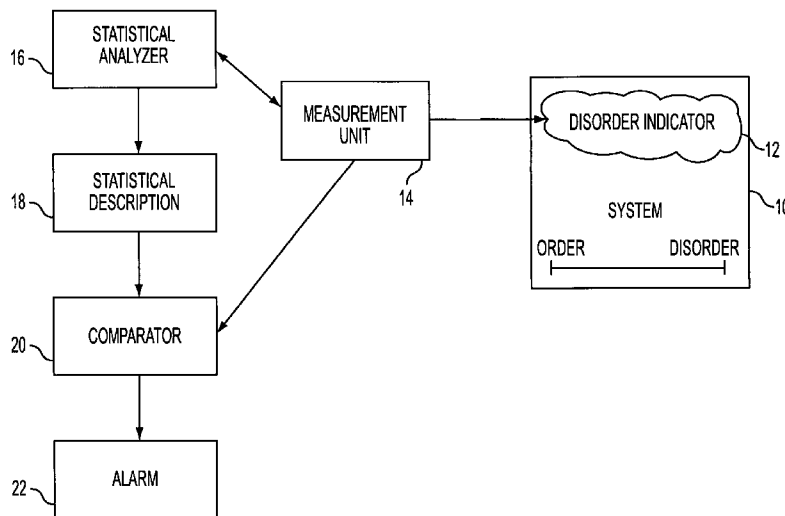 STATISTICAL
ANALYZER
16
MEASUREMENT
UNIT
14
DISORDER INDICATOR
12
SYSTEM
10
ORDER
DISORDER
STATISTICAL
DESCRIPTION
18
COMPARATOR
20
ALARM
22